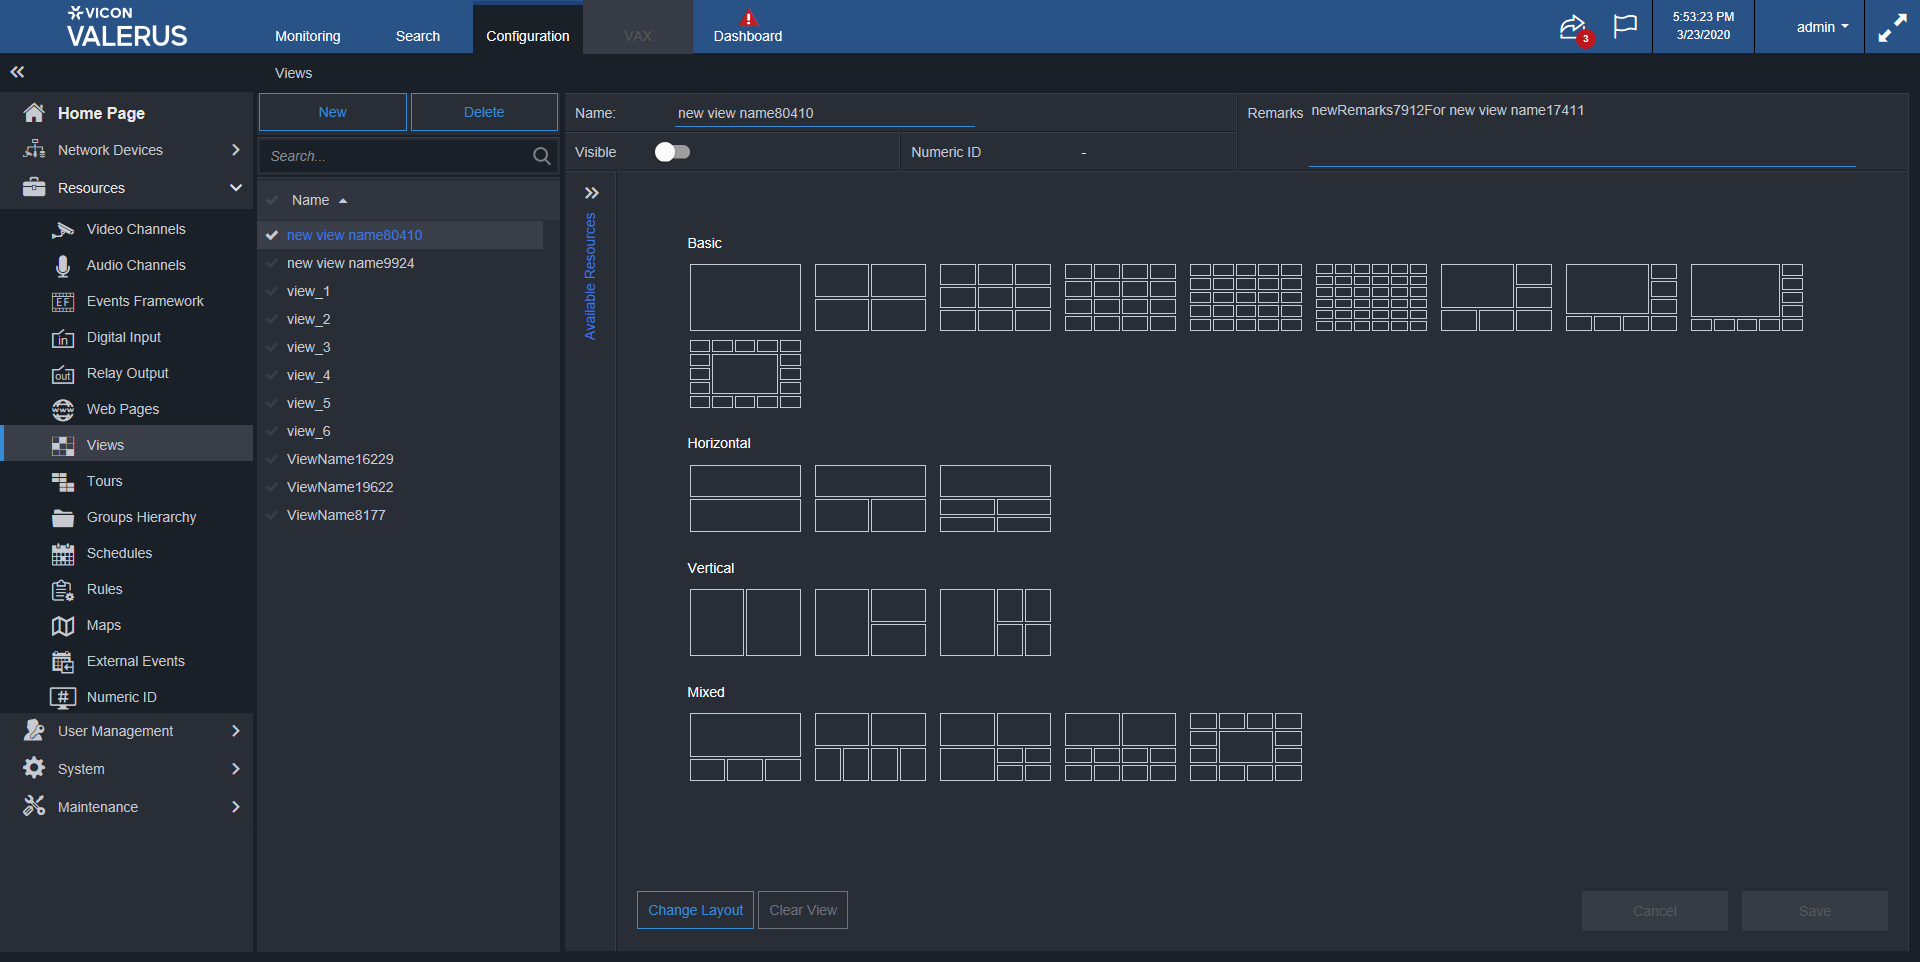 VICON
VALERUS
Monitoring
Search
Configuration
VAX
Dashboard
3
5:53:23 PM
3/23/2020
admin
Views
Home Page
Network Devices
Resources
Video Channels
Audio Channels
EF
Events Framework
in
Digital Input
out
Relay Output
www
Web Pages
Views
Tours
Groups Hierarchy
Schedules
Rules
Maps
External Events
#
Numeric ID
User Management
System
Maintenance
New
Delete
Search...
Name
new view name80410
new view name9924
view_1
view_2
view_3
view_4
view_5
view_6
ViewName16229
ViewName19622
ViewName8177
Name:
new view name80410
Remarks
newRemarks7912For new view name17411
Visible
Numeric ID
-
Available Resources
Basic
Horizontal
Vertical
Mixed
Change Layout
Clear View
Cancel
Save